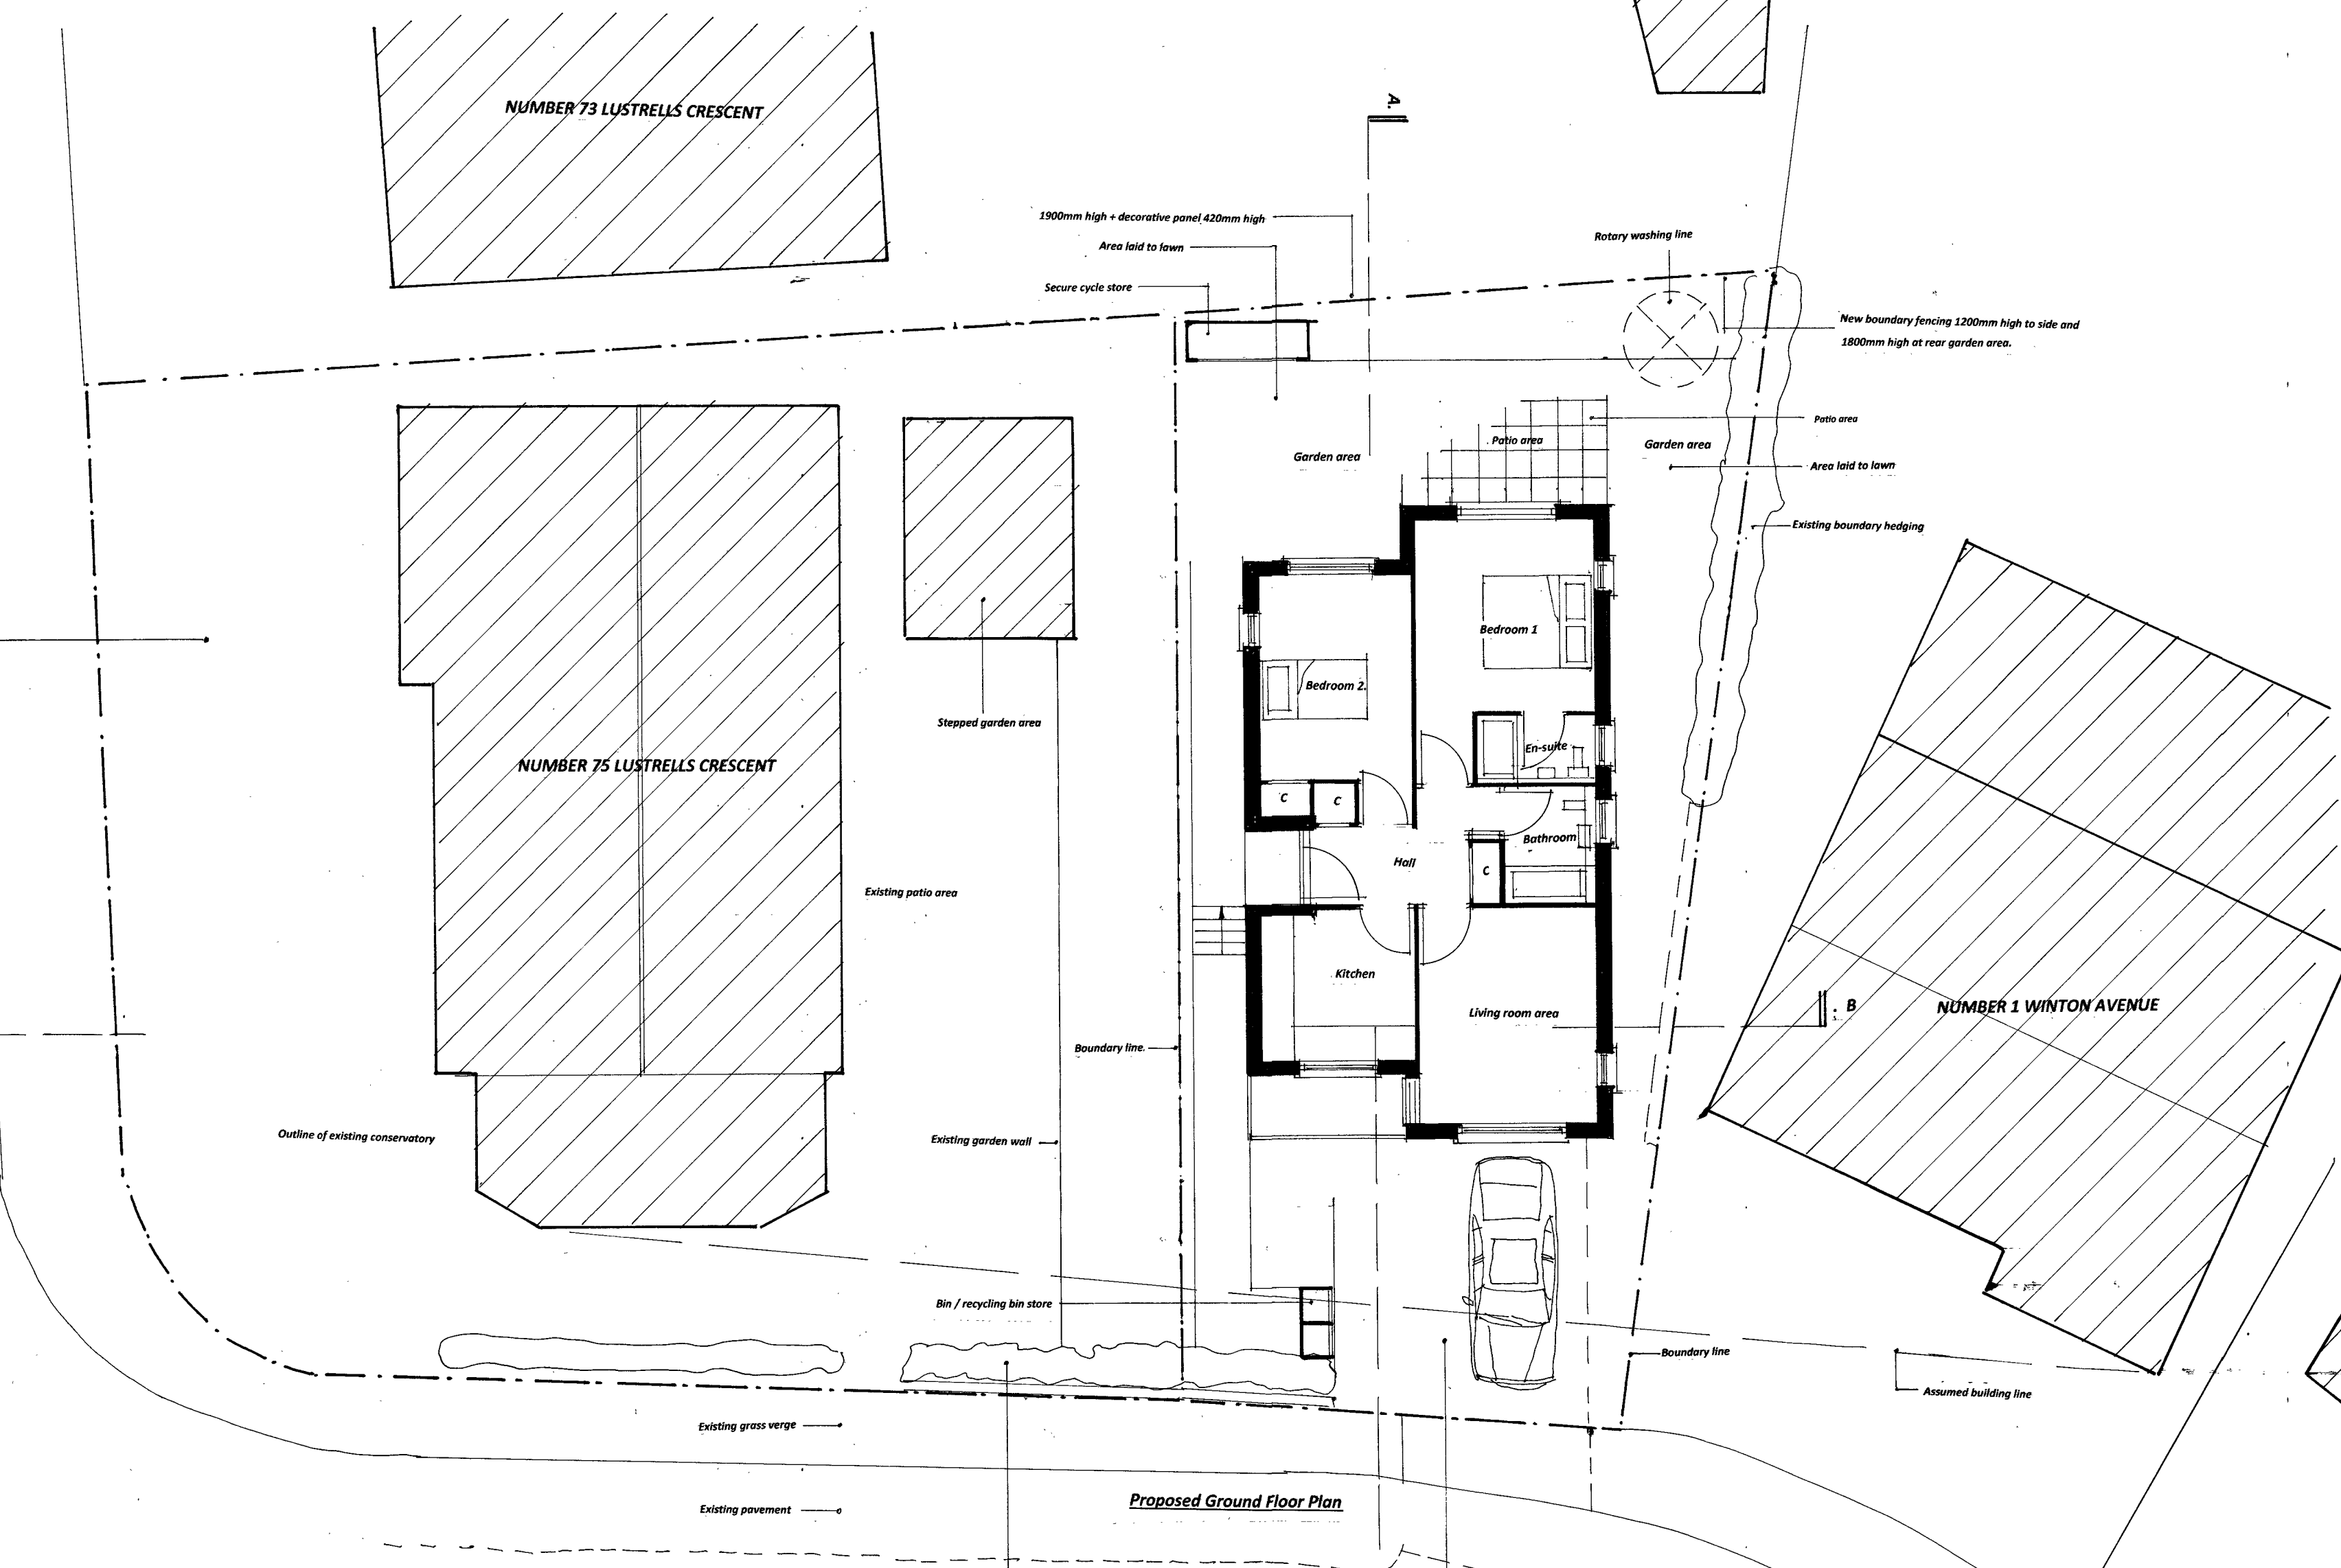 NUMBER 73 LUSTRELLS CRESCENT
A.
1900mm high + decorative panel 420mm high
Area laid to lawn
Secure cycle store
Rotary washing line
New boundary fencing 1200mm high to side and
1800mm high at rear garden area.
Patio area
Patio area
Garden area
Garden area
Area laid to lawn
Existing boundary hedging
Bedroom 1
Bedroom 2.
Stepped garden area
En-suite
NUMBER 75 LUSTRELLS CRESCENT
C
C
Bathroom
Hall
C
Existing patio area
Kitchen
Living room area
B
NUMBER 1 WINTON AVENUE
Boundary line.
Outline of existing conservatory
Existing garden wall
Bin / recycling bin store
Boundary line
Assumed building line
Existing grass verge
Proposed Ground Floor Plan
Existing pavement